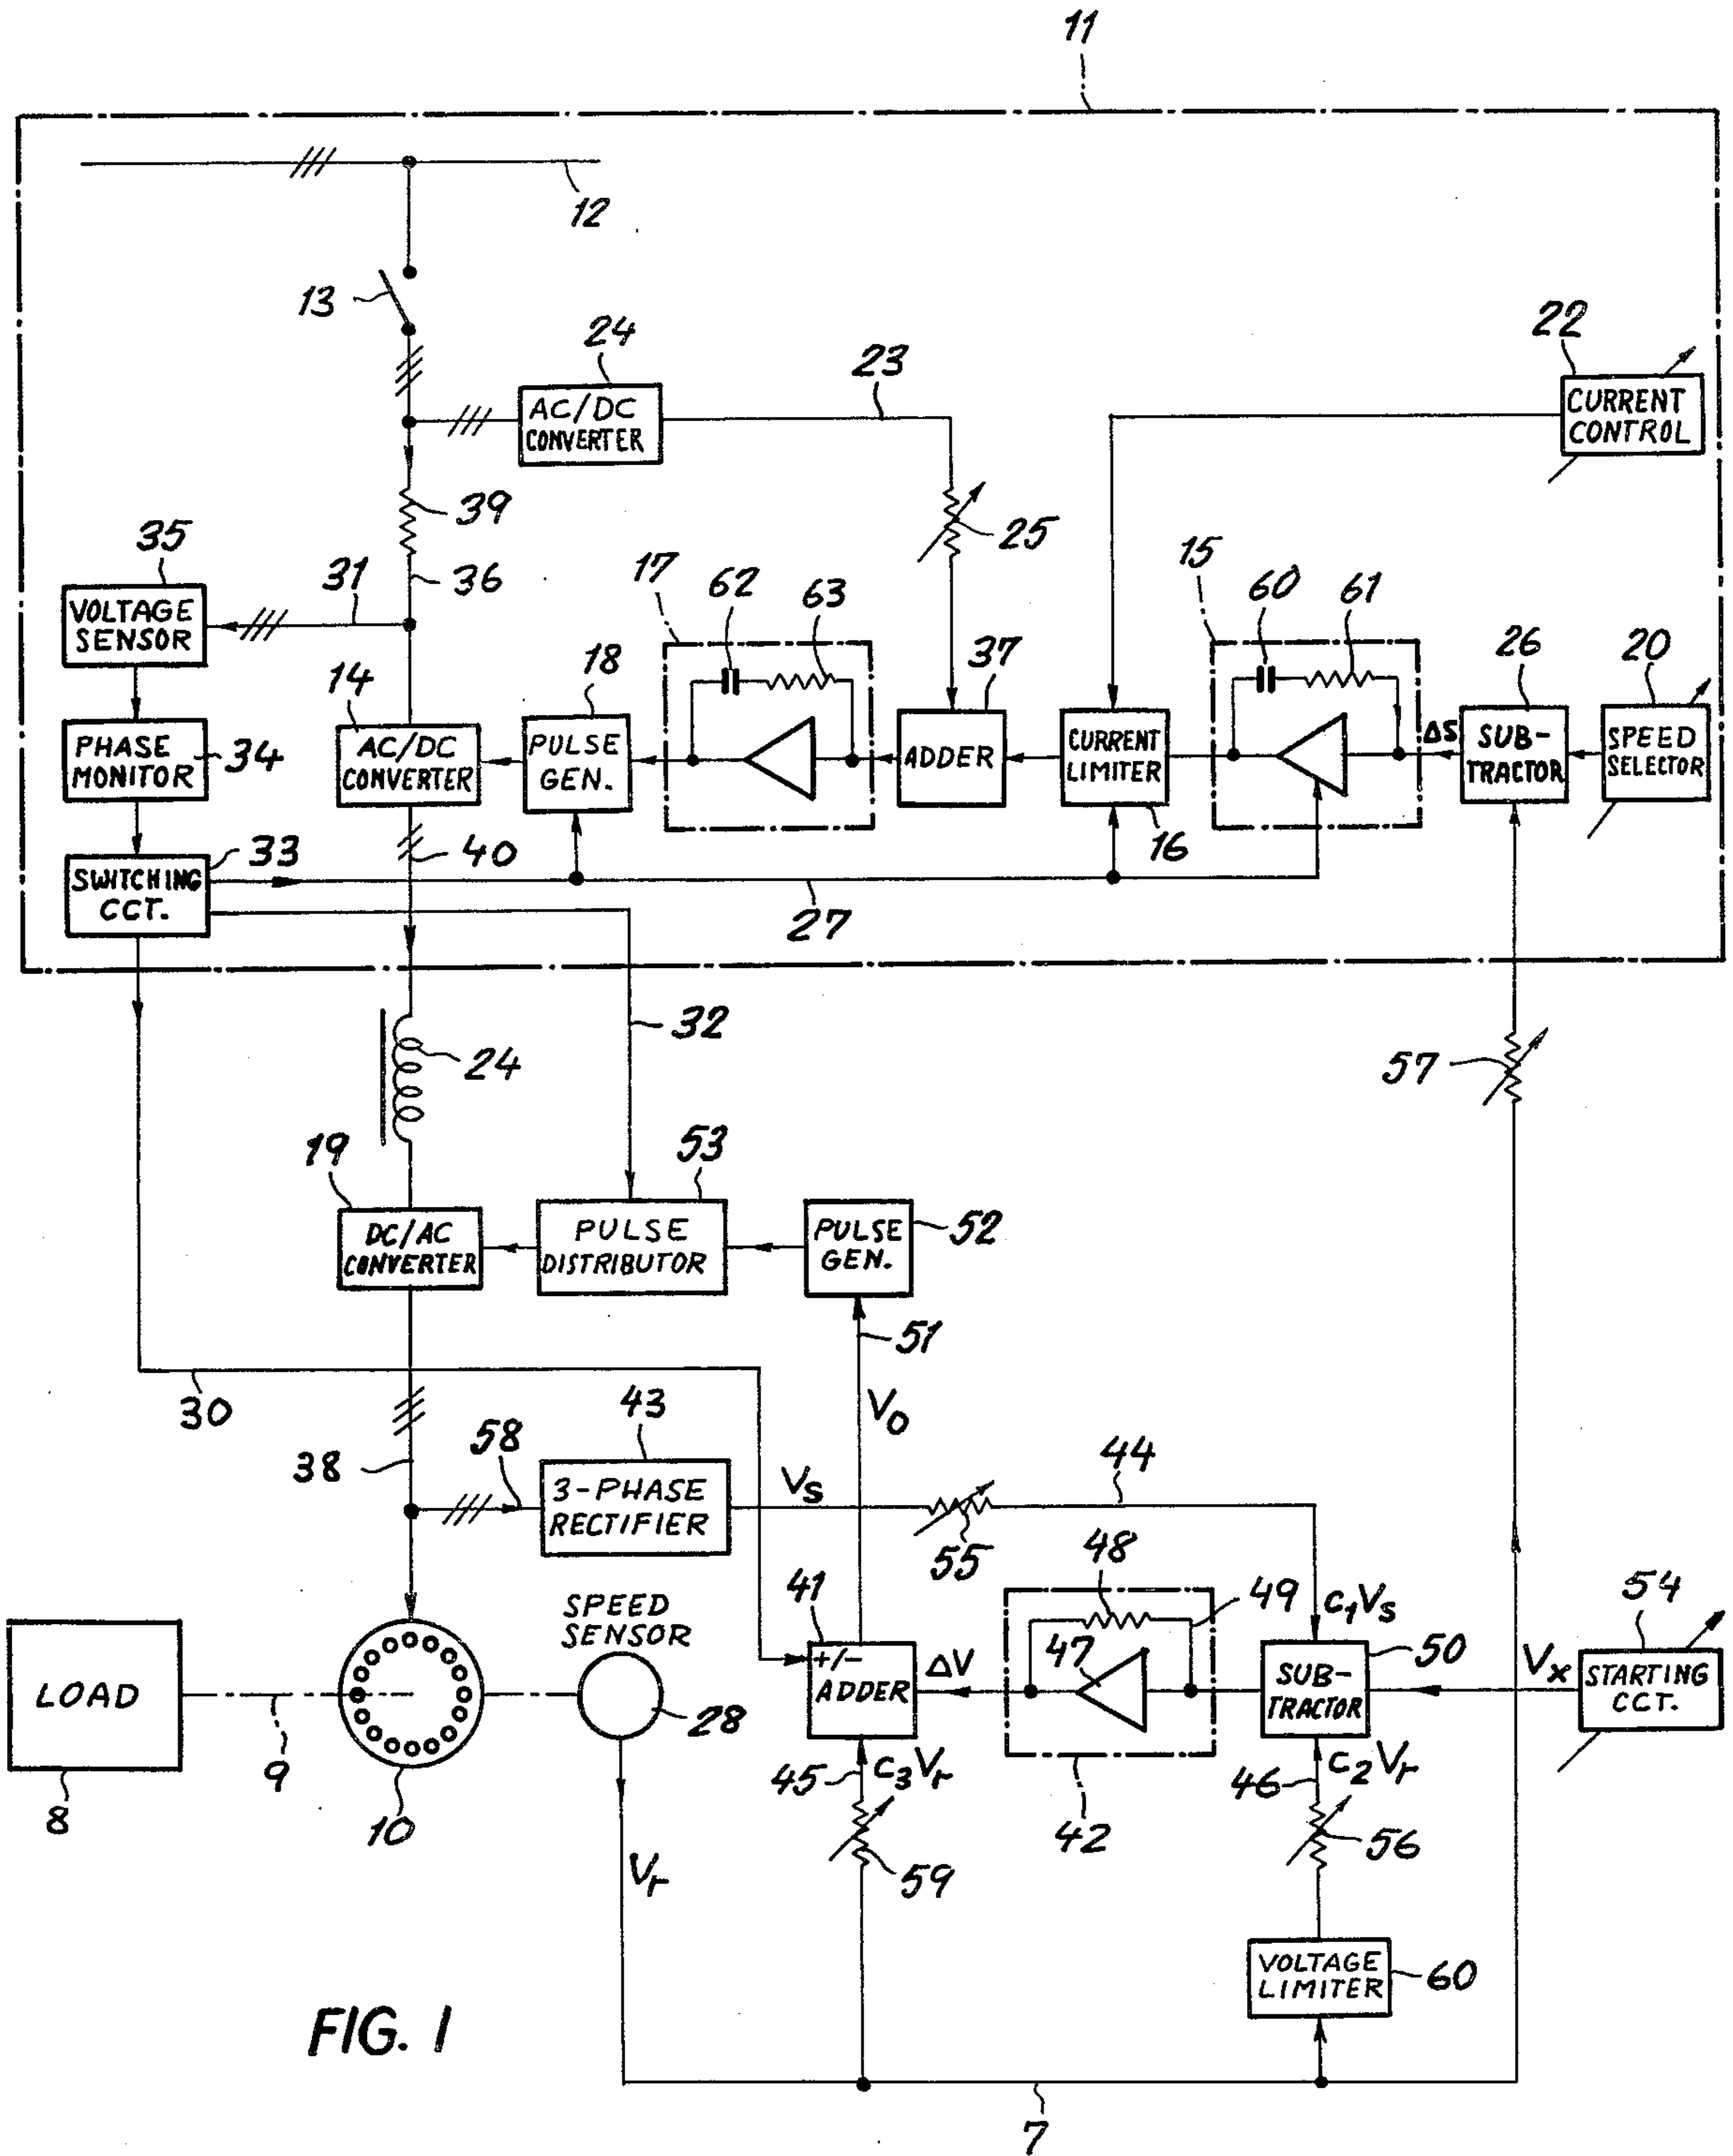 11
12
13
24
AC/DC
CONVERTER
23
22
CURRENT
CONTROL
39
25
35
VOLTAGE
SENSOR
31
36
17
62
63
15
60
61
14
AC/DC
CONVERTER
18
PULSE
GEN.
37
ADDER
CURRENT
LIMITER
16
ΔS
26
SUB-
TRACTOR
20
SPEED
SELECTOR
PHASE
MONITOR
34
33
SWITCHING
CCT.
40
27
32
24
57
19
DC/AC
CONVERTER
53
PULSE
DISTRIBUTOR
PULSE
GEN.
52
51
30
V₀
38
58
43
3-PHASE
RECTIFIER
Vs
55
44
LOAD
8
9
10
SPEED
SENSOR
28
41
+/-
ADDER
ΔV
48
49
47
42
C₁Vs
50
SUB-
TRACTOR
Vx
54
STARTING
CCT.
45
C₃Vr
46
C₂Vr
59
56
Vr
VOLTAGE
LIMITER
60
FIG. 1
7